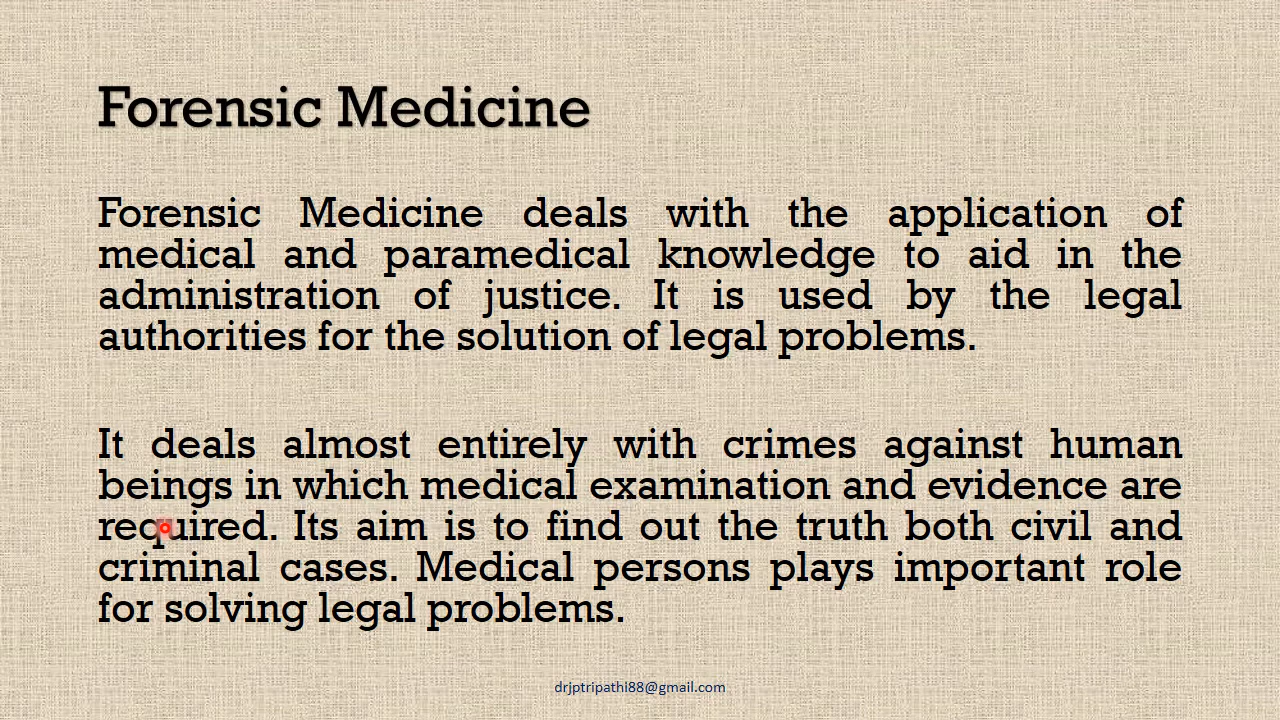 Forensic Medicine
Forensic Medicine deals with the application of
medical and paramedical knowledge to aid in the
administration of justice. It is used by the legal
authorities for the solution of legal problems.
It deals almost entirely with crimes against human
beings in which medical examination and evidence are
required. Its aim is to find out the truth both civil and
criminal cases. Medical persons plays important role
for solving legal problems.
drjptripathi88@gmail.com